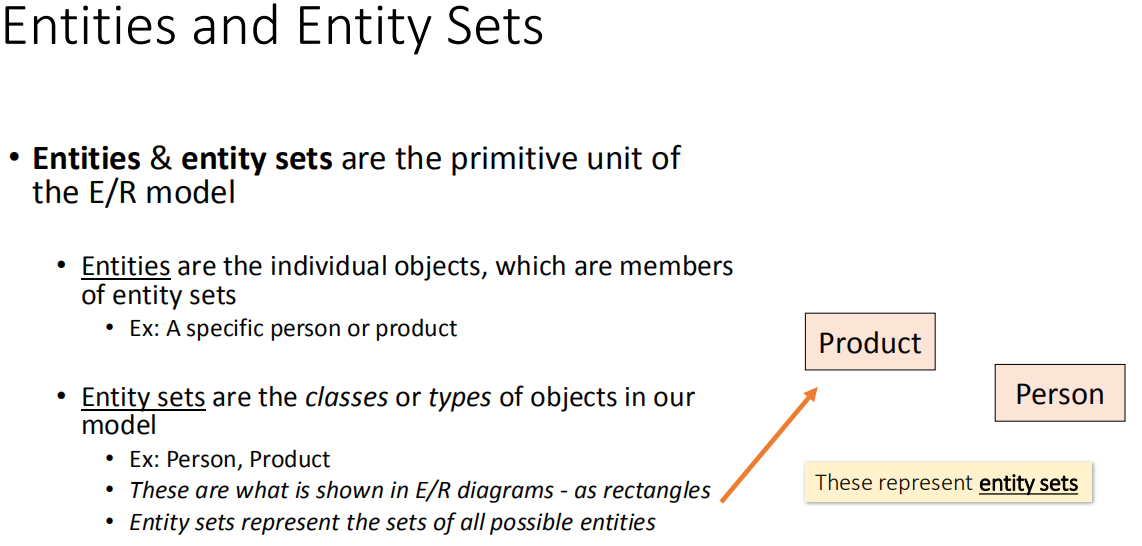 Entities and Entity Sets
• Entities & entity sets are the primitive unit of
the E/R model
• Entities are the individual objects, which are members
of entity sets
• Ex: A specific person or product
• Entity sets are the classes or types of objects in our
model
• Ex: Person, Product
• These are what is shown in E/R diagrams - as rectangles
• Entity sets represent the sets of all possible entities
Product
Person
These represent entity sets